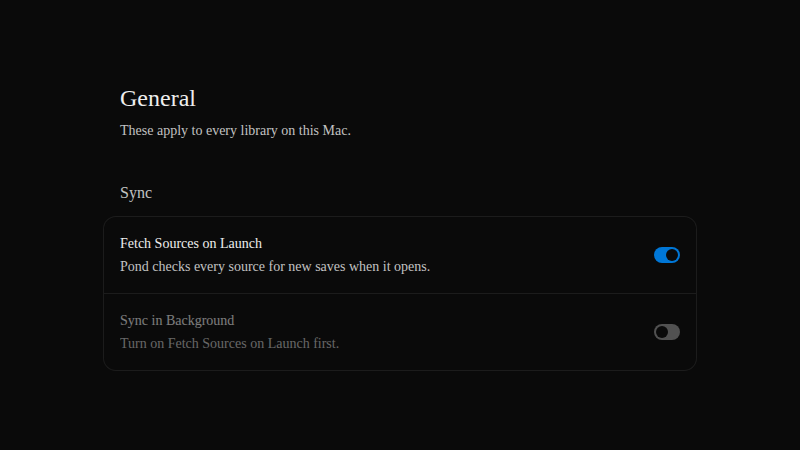 General
These apply to every library on this Mac.
Sync
Fetch Sources on Launch
Pond checks every source for new saves when it opens.
Sync in Background
Turn on Fetch Sources on Launch first.